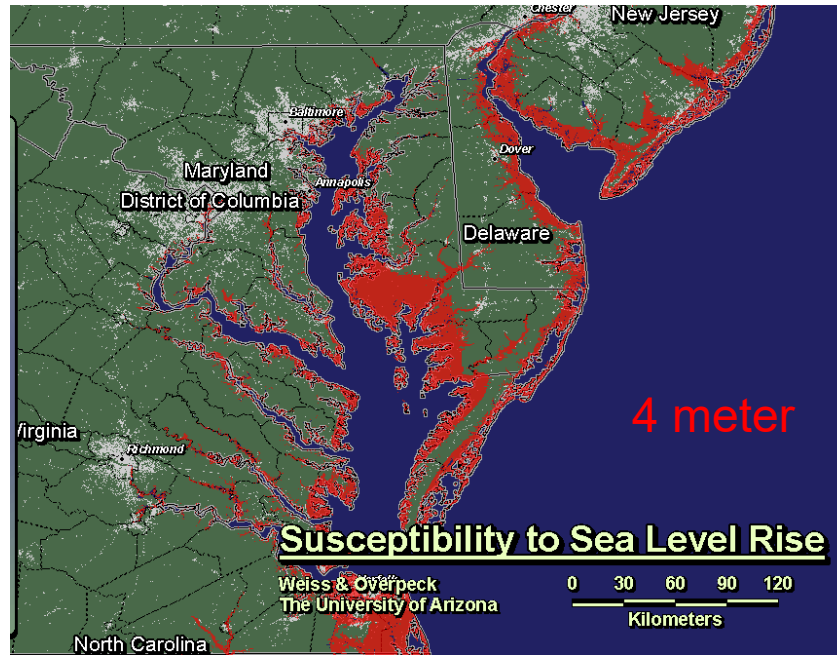 Chester
New Jersey
Baltimore
Maryland
Annapolis
District of Columbia
Dover
Delaware
4 meter
Virginia
Richmond
Susceptibility to Sea Level Rise
Weiss & Overpeck
The University of Arizona
0 30 60 90 120
Kilometers
North Carolina